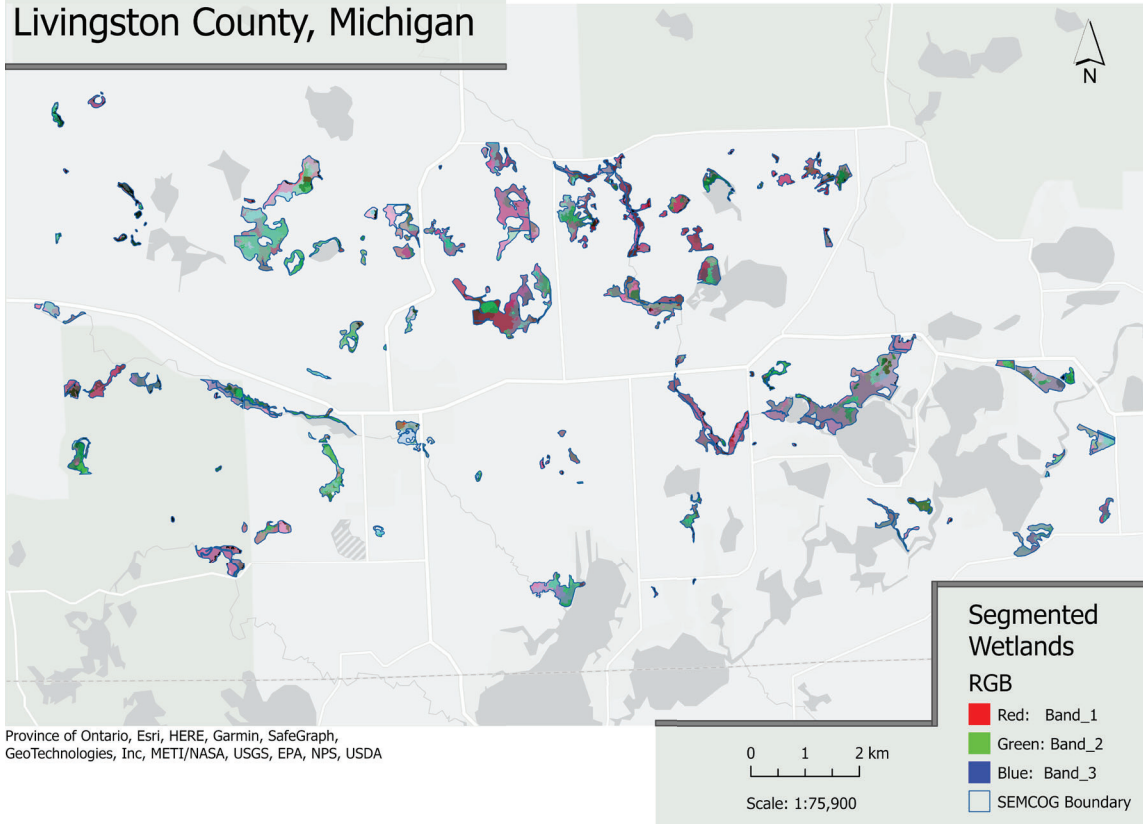 Livingston County, Michigan
N
Segmented
Wetlands
RGB
Red: Band_1
Green: Band_2
Blue: Band_3
SEMCOG Boundary
0 1 2 km
Scale: 1:75,900
Province of Ontario, Esri, HERE, Garmin, SafeGraph,
GeoTechnologies, Inc, METI/NASA, USGS, EPA, NPS, USDA